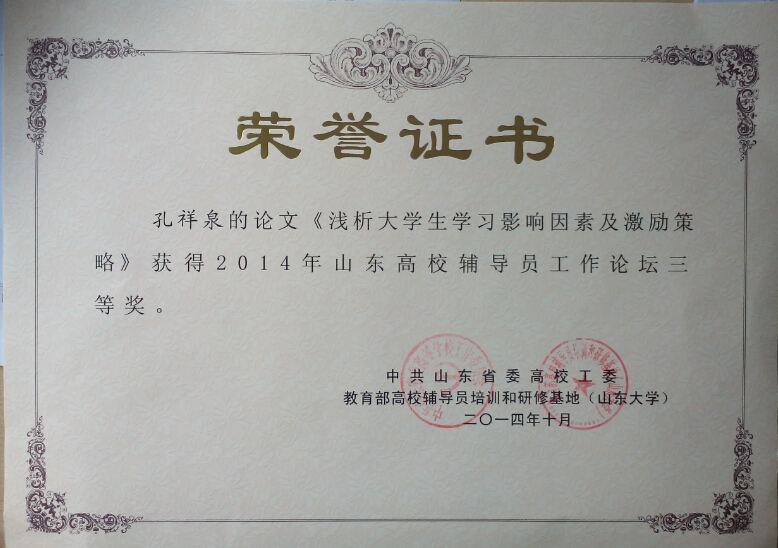 荣誉证书
孔祥泉的论文《浅析大学生学习影响因素及激励策
略》获得2014年山东高校辅导员工作论坛三
等奖。
中共山东省委高校工委
教育部高校辅导员培训和研修基地（山东大学）
二〇一四年十月